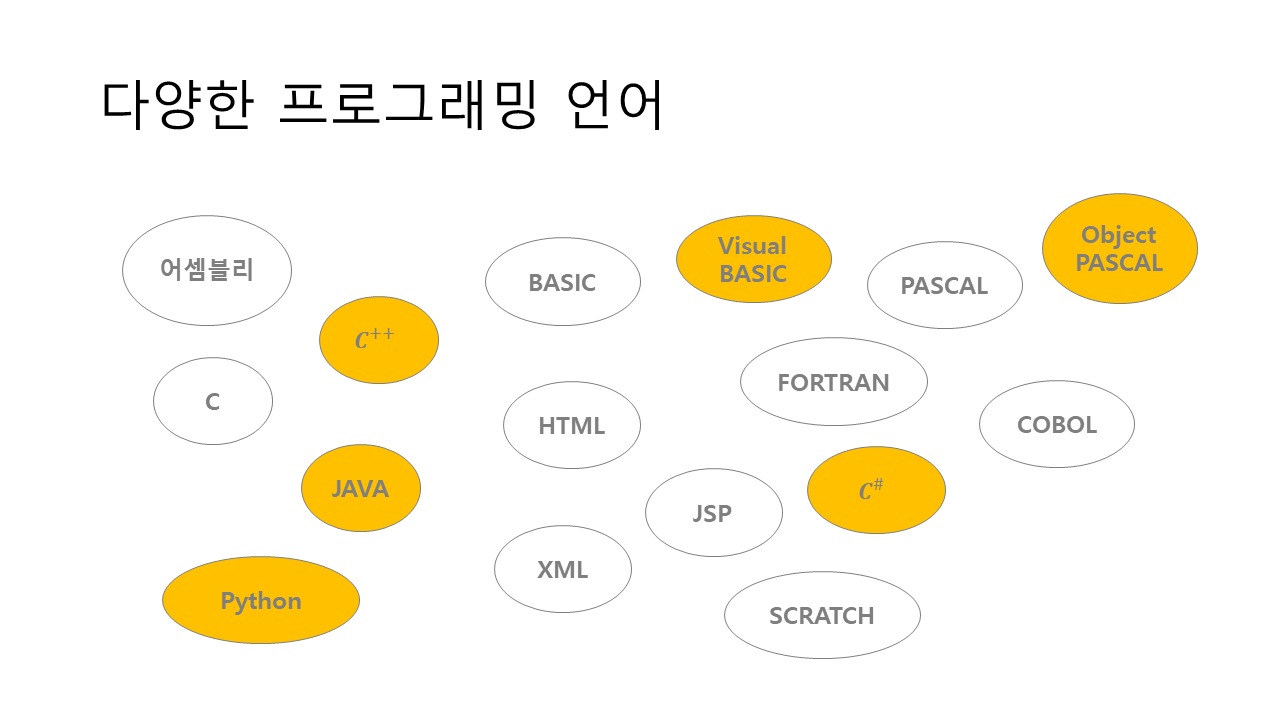 다양한 프로그래밍 언어
어셈블리
C++
C
JAVA
Python
BASIC
HTML
XML
Visual
BASIC
PASCAL
Object
PASCAL
FORTRAN
COBOL
JSP
C#
SCRATCH